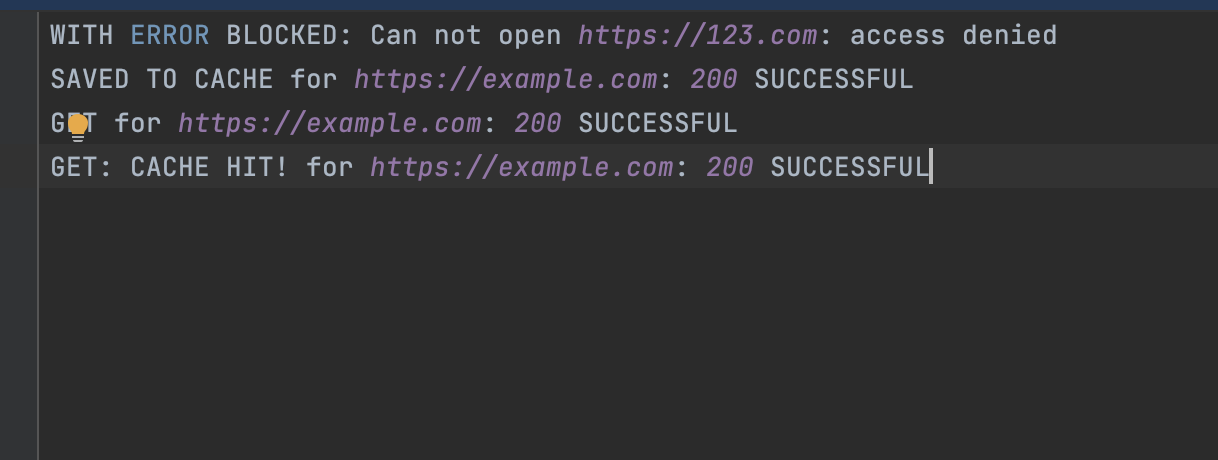 WITH ERROR BLOCKED: Can not open https://123.com: access denied
SAVED TO CACHE for https://example.com: 200 SUCCESSFUL
GET for https://example.com: 200 SUCCESSFUL
GET: CACHE HIT! for https://example.com: 200 SUCCESSFUL